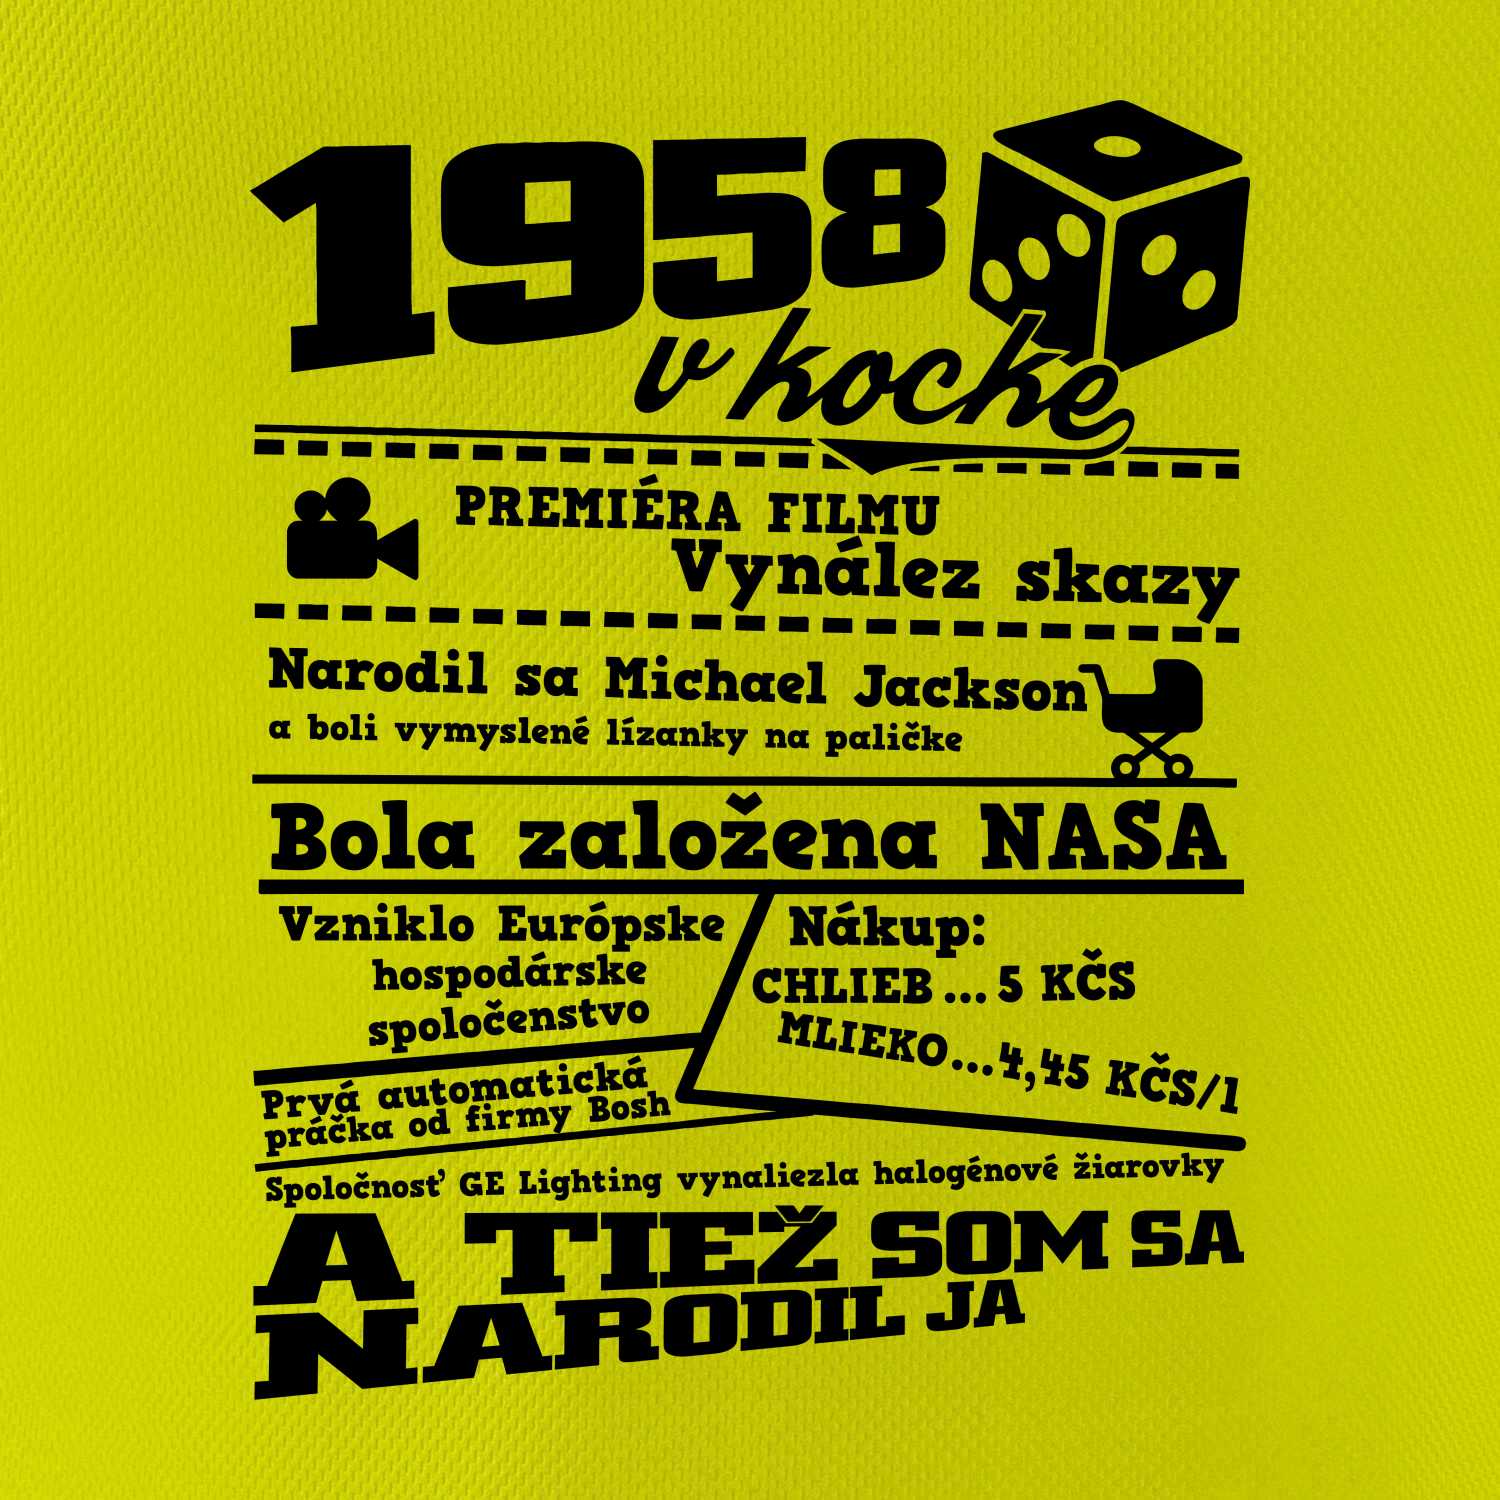 1958
v kocke
PREMIÉRA FILMU
Vynález skazy
Narodil sa Michael Jackson
a boli vymyslené lízanky na paličke
Bola založena NASA
Vzniklo Európske
hospodárske
spoločenstvo
Nákup:
CHLIEB...5 KČS
MLIEKO...4,45 KČS/l
Prvá automatická
práčka od firmy Bosh
Spoločnosť GE Lighting vynaliezla halogénové žiarovky
A TIEŽ SOM SA
NARODIL JA